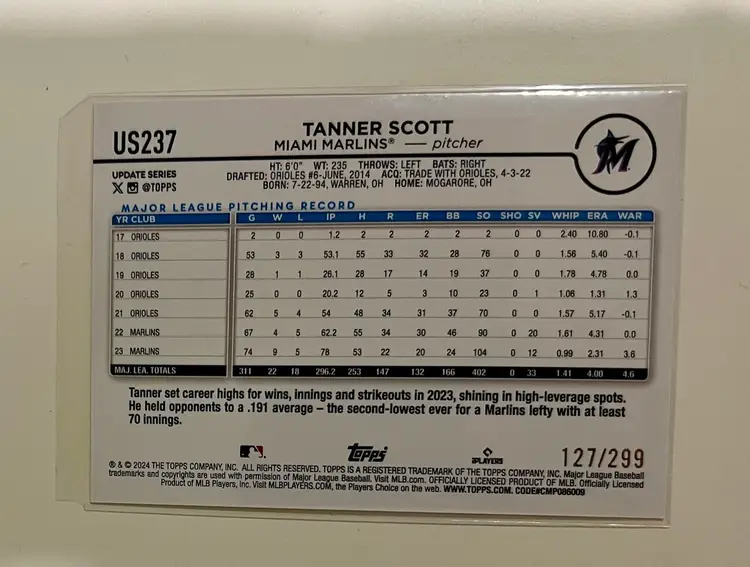 US237
TANNER SCOTT
MIAMI MARLINS® — pitcher
M
UPDATE SERIES
X @TOPPS
HT: 6'0" WT: 235 THROWS: LEFT BATS: RIGHT
DRAFTED: ORIOLES #6-JUNE, 2014 ACQ: TRADE WITH ORIOLES, 4-3-22
BORN: 7-22-94, WARREN, OH HOME: MOGARORE, OH
MAJOR LEAGUE PITCHING RECORD
YR CLUB G W L IP H R ER BB SO SHO SV WHIP ERA WAR
17 ORIOLES 2 0 0 1.2 2 2 2 2 2 0 0 2.40 10.80 -0.1
18 ORIOLES 53 3 3 53.1 55 33 32 28 76 0 0 1.56 5.40 -0.1
19 ORIOLES 28 1 1 26.1 28 17 14 19 37 0 0 1.78 4.78 0.0
20 ORIOLES 25 0 0 20.2 12 5 3 10 23 0 1 1.06 1.31 1.3
21 ORIOLES 62 5 4 54 48 34 31 37 70 0 0 1.57 5.17 -0.1
22 MARLINS 67 4 5 62.2 55 34 30 46 90 0 20 1.61 4.31 0.0
23 MARLINS 74 9 5 78 53 22 20 24 104 0 12 0.99 2.31 3.6
MAJ. LEA. TOTALS 311 22 18 296.2 253 147 132 166 402 0 33 1.41 4.00 4.6
Tanner set career highs for wins, innings and strikeouts in 2023, shining in high-leverage spots.
He held opponents to a .191 average – the second-lowest ever for a Marlins lefty with at least
70 innings.
Topps
PLAYERS
127/299
® & © 2024 THE TOPPS COMPANY, INC. ALL RIGHTS RESERVED. TOPPS IS A REGISTERED TRADEMARK OF THE TOPPS COMPANY, INC. Major League Baseball
trademarks and copyrights are used with permission of Major League Baseball. Visit MLB.com. OFFICIALLY LICENSED PRODUCT OF MLB PLAYERS, INC. Officially Licensed
Product of MLB Players, Inc. Visit MLBPLAYERS.COM, the Players Choice on the web. WWW.TOPPS.COM. CODE#CMP086009